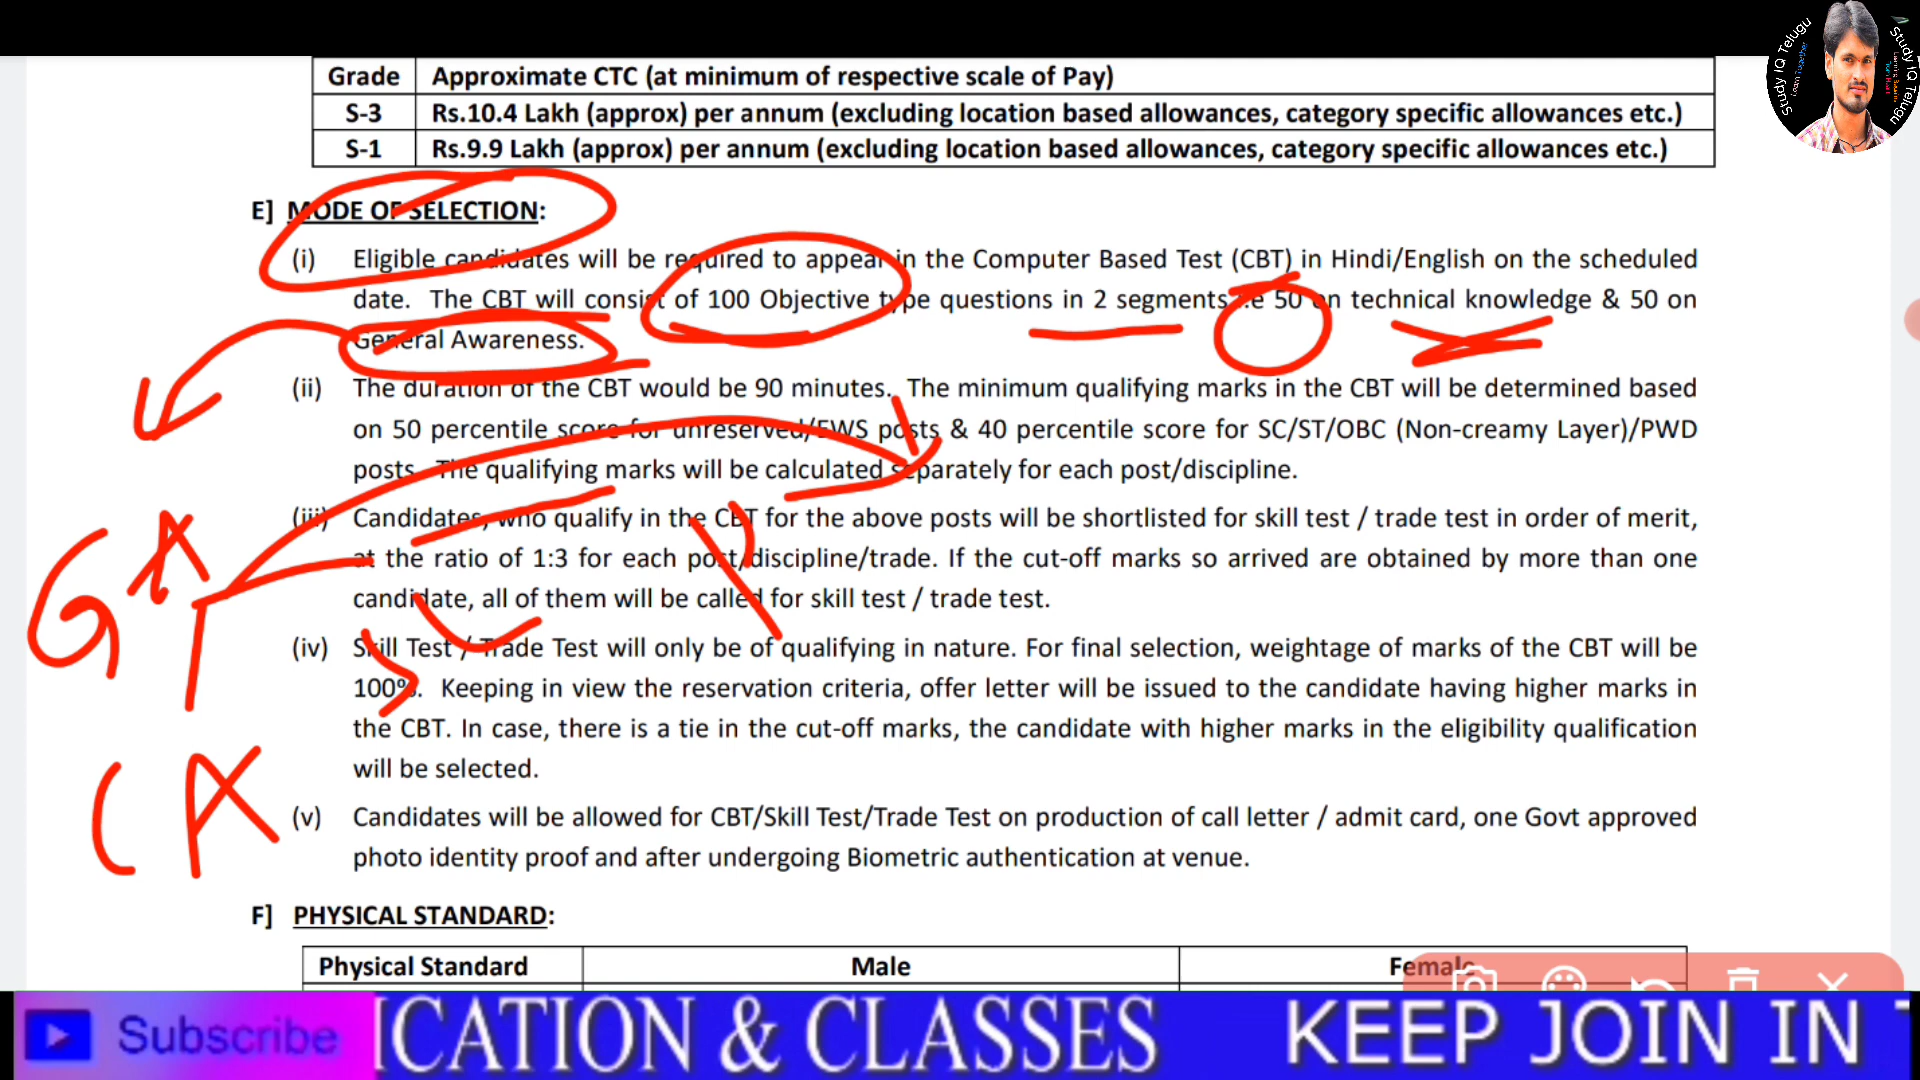 Study IQ Telugu
Learn Together
Study IQ Telugu
Grade Approximate CTC (at minimum of respective scale of Pay)
S-3 Rs.10.4 Lakh (approx) per annum (excluding location based allowances, category specific allowances etc.)
S-1 Rs.9.9 Lakh (approx) per annum (excluding location based allowances, category specific allowances etc.)
E] MODE OF SELECTION:
(i) Eligible candidates will be required to appear in the Computer Based Test (CBT) in Hindi/English on the scheduled
date. The CBT will consist of 100 Objective type questions in 2 segments i.e 50 on technical knowledge & 50 on
General Awareness.
(ii) The duration of the CBT would be 90 minutes. The minimum qualifying marks in the CBT will be determined based
on 50 percentile score for unreserved/EWS posts & 40 percentile score for SC/ST/OBC (Non-creamy Layer)/PWD
posts. The qualifying marks will be calculated separately for each post/discipline.
(iii) Candidates, who qualify in the CBT for the above posts will be shortlisted for skill test / trade test in order of merit,
at the ratio of 1:3 for each post/discipline/trade. If the cut-off marks so arrived are obtained by more than one
candidate, all of them will be called for skill test / trade test.
GA
(iv) Skill Test / Trade Test will only be of qualifying in nature. For final selection, weightage of marks of the CBT will be
100%. Keeping in view the reservation criteria, offer letter will be issued to the candidate having higher marks in
the CBT. In case, there is a tie in the cut-off marks, the candidate with higher marks in the eligibility qualification
will be selected.
CA
(v) Candidates will be allowed for CBT/Skill Test/Trade Test on production of call letter / admit card, one Govt approved
photo identity proof and after undergoing Biometric authentication at venue.
F] PHYSICAL STANDARD:
Physical Standard Male Female
Subscribe ICATION & CLASSES KEEP JOIN IN